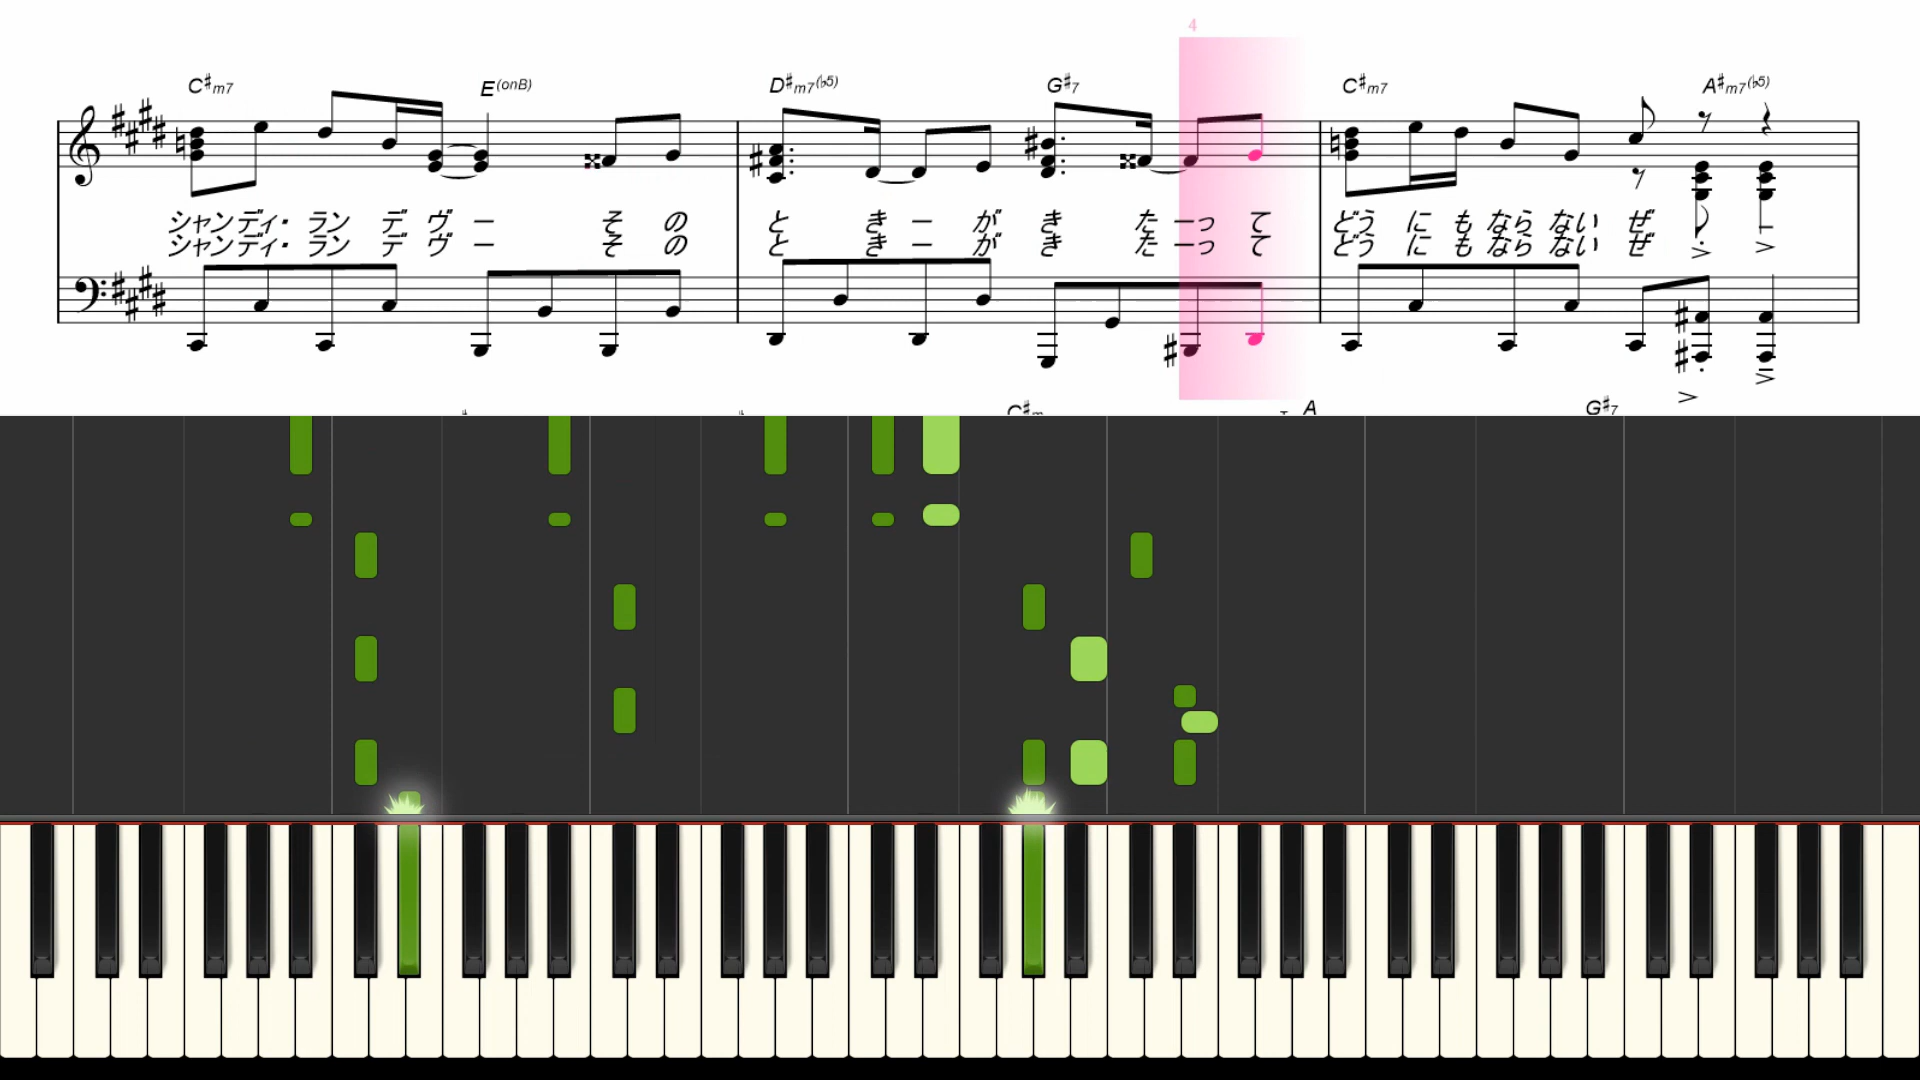 4
C♯m7 E(onB) D♯m7(♭5) G♯7 C♯m7 A♯m7(♭5)
シャンディ・ラン デ ヴ ー そ の と き ー が き た ーっ て どう に も なら ない ぜ
シャンディ・ラン デ ヴ ー そ の と き ー が き た ーっ て どう に も なら ない ぜ
C♯m A G♯7